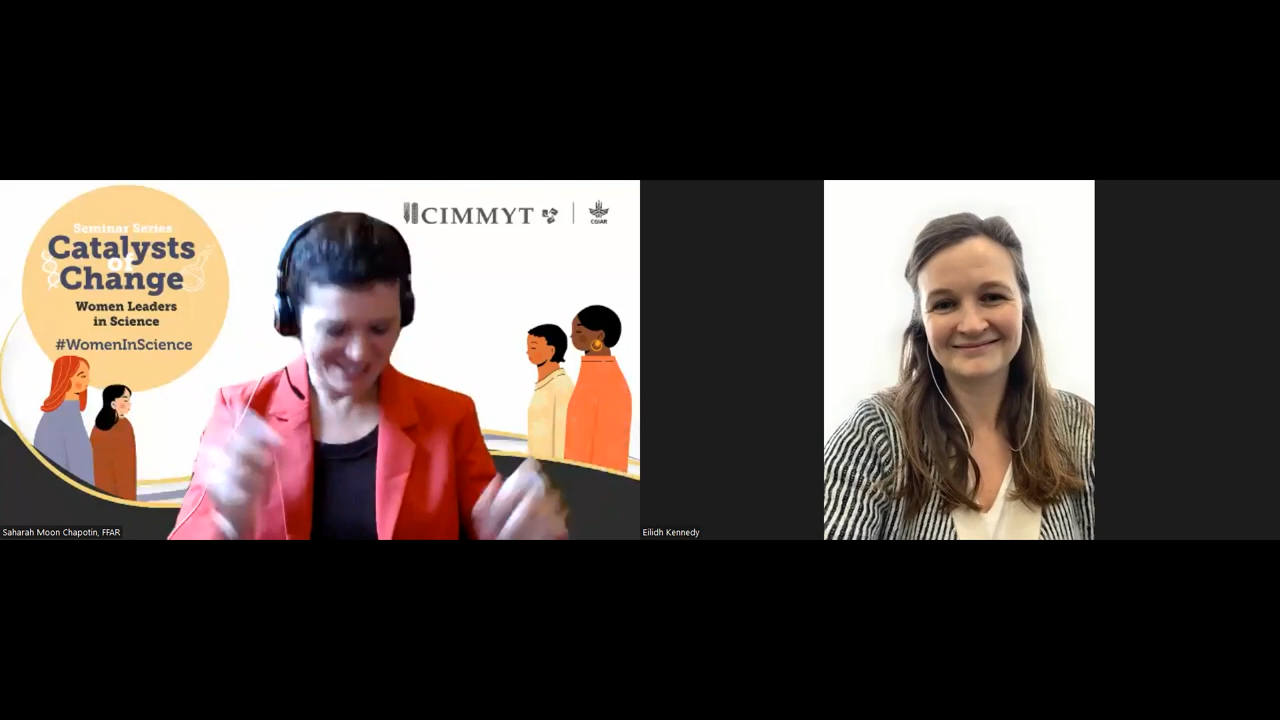 Seminar Series
Catalysts
of
Change
Women Leaders
in Science
#WomenInScience
CIMMYT
CGIAR
Saharah Moon Chapotin, FFAR
Eilidh Kennedy